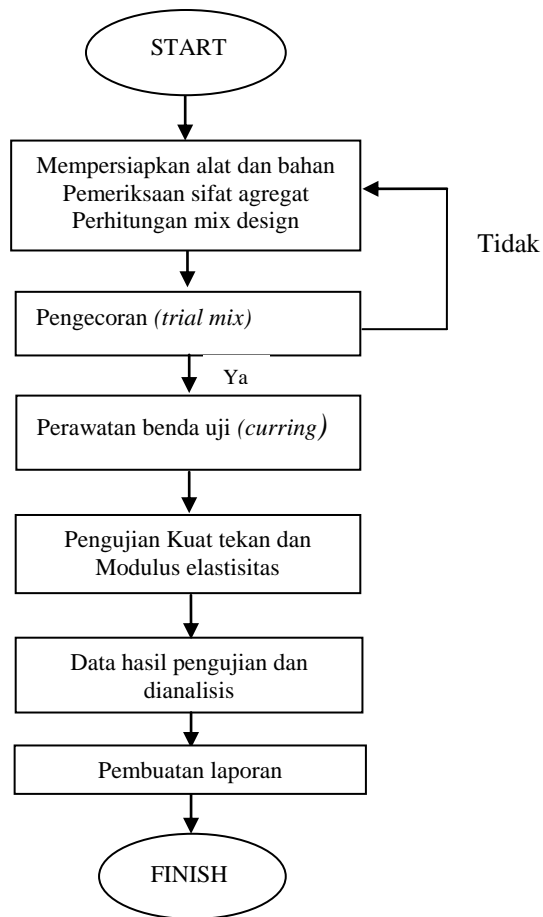 START
Mempersiapkan alat dan bahan
Pemeriksaan sifat agregat
Perhitungan mix design
Tidak
Pengecoran (trial mix)
Ya
Perawatan benda uji (curring)
Pengujian Kuat tekan dan
Modulus elastisitas
Data hasil pengujian dan
dianalisis
Pembuatan laporan
FINISH